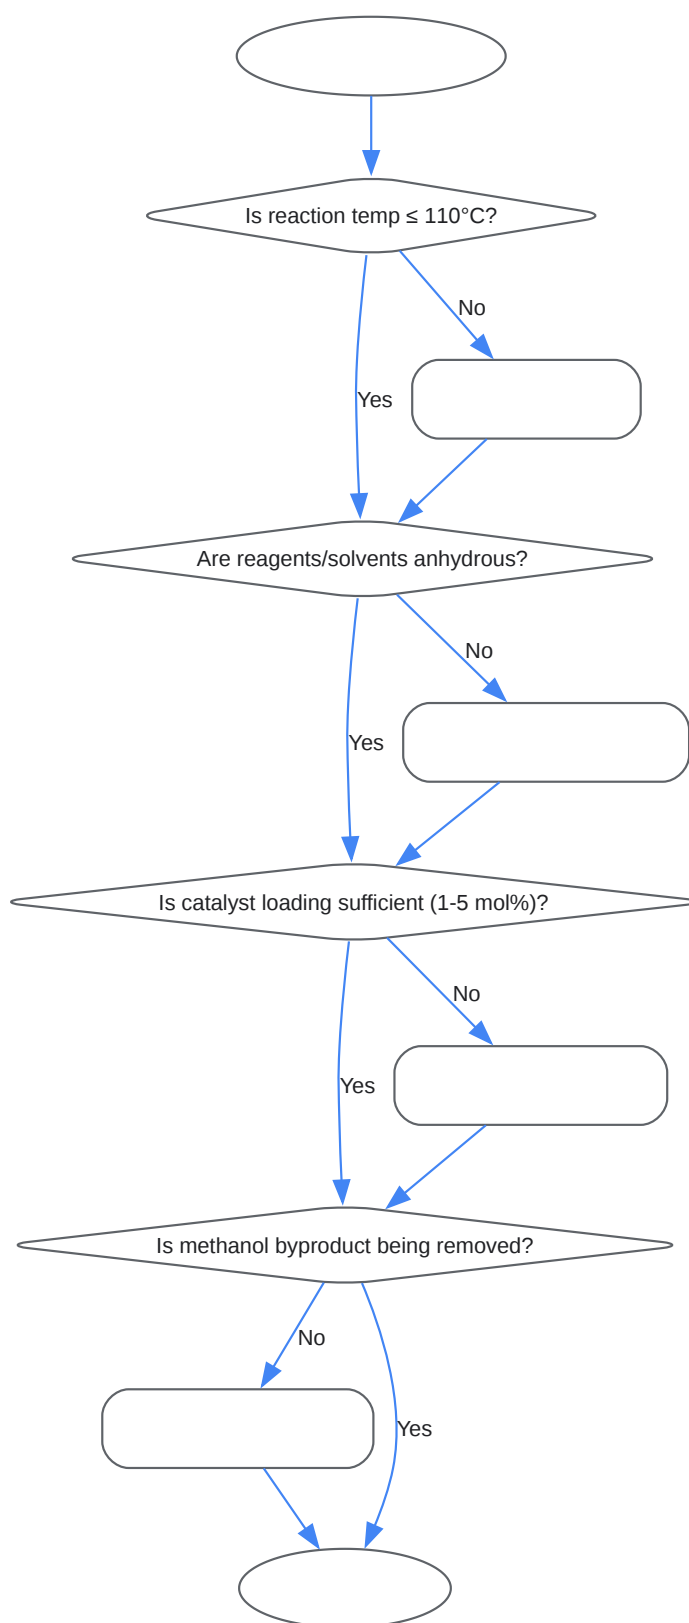 Is reaction temp ≤ 110°C?
No
Yes
Are reagents/solvents anhydrous?
No
Yes
Is catalyst loading sufficient (1-5 mol%)?
No
Yes
Is methanol byproduct being removed?
No
Yes